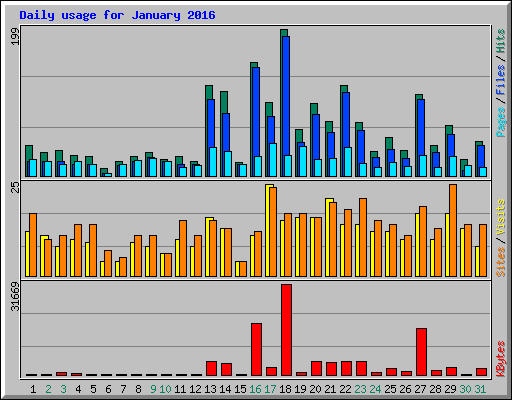 Daily usage for January 2016
199
Pages / Files / Hits
25
Sites / Visits
31669
KBytes
1 2 3 4 5 6 7 8 9 10 11 12 13 14 15 16 17 18 19 20 21 22 23 24 25 26 27 28 29 30 31